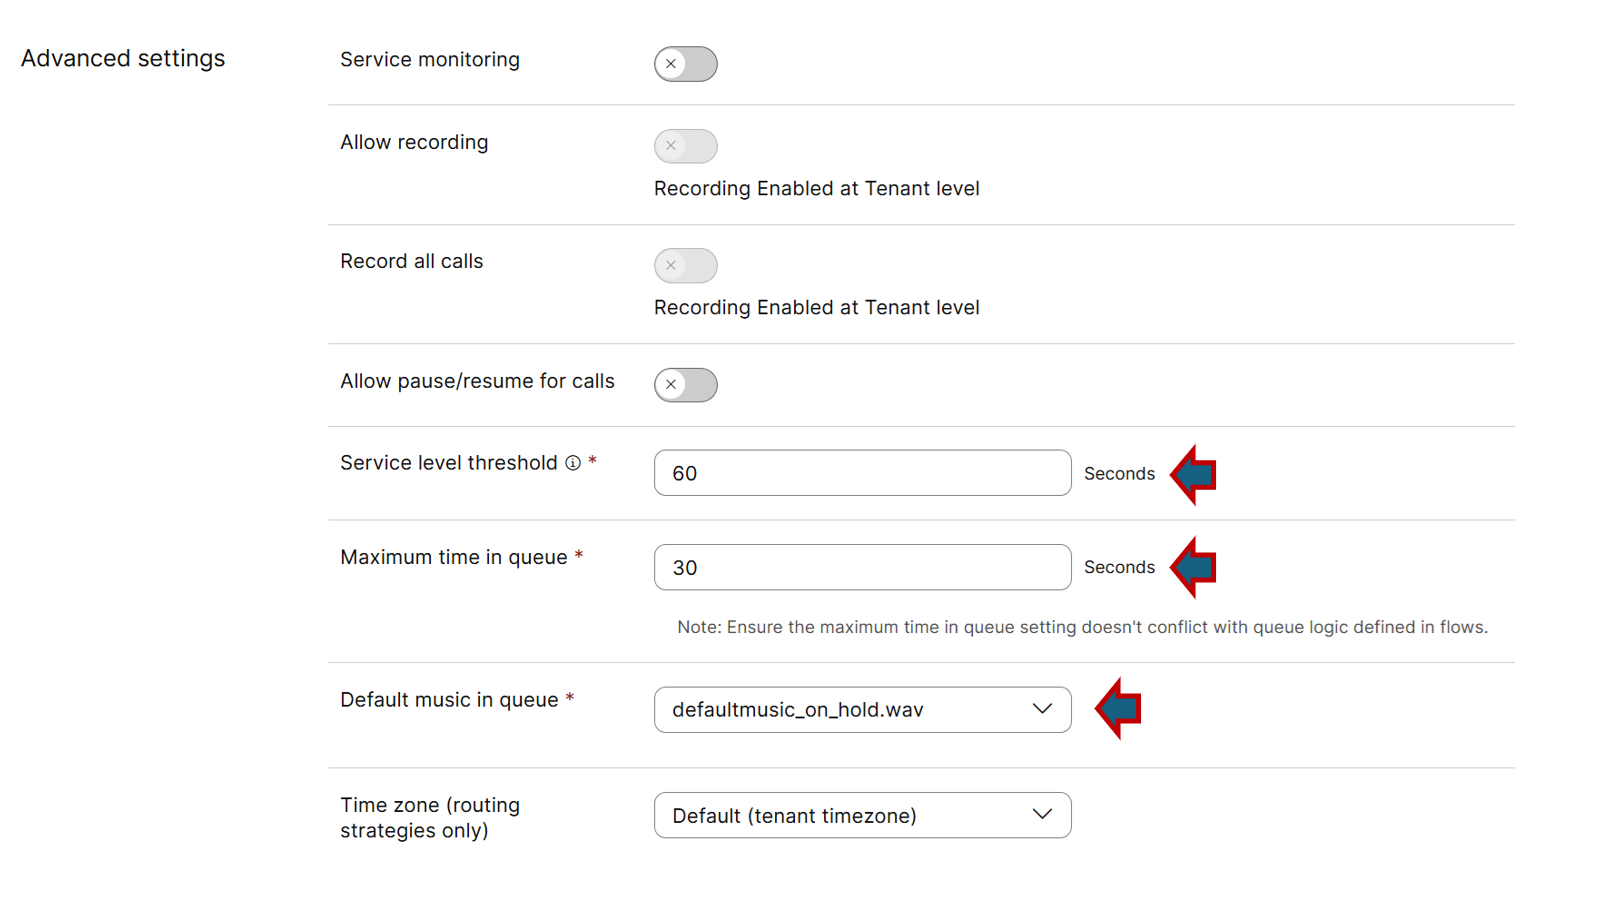 Advanced settings
Service monitoring
Allow recording
Recording Enabled at Tenant level
Record all calls
Recording Enabled at Tenant level
Allow pause/resume for calls
Service level threshold *
60
Seconds
Maximum time in queue *
30
Seconds
Note: Ensure the maximum time in queue setting doesn't conflict with queue logic defined in flows.
Default music in queue *
defaultmusic_on_hold.wav
Time zone (routing
strategies only)
Default (tenant timezone)